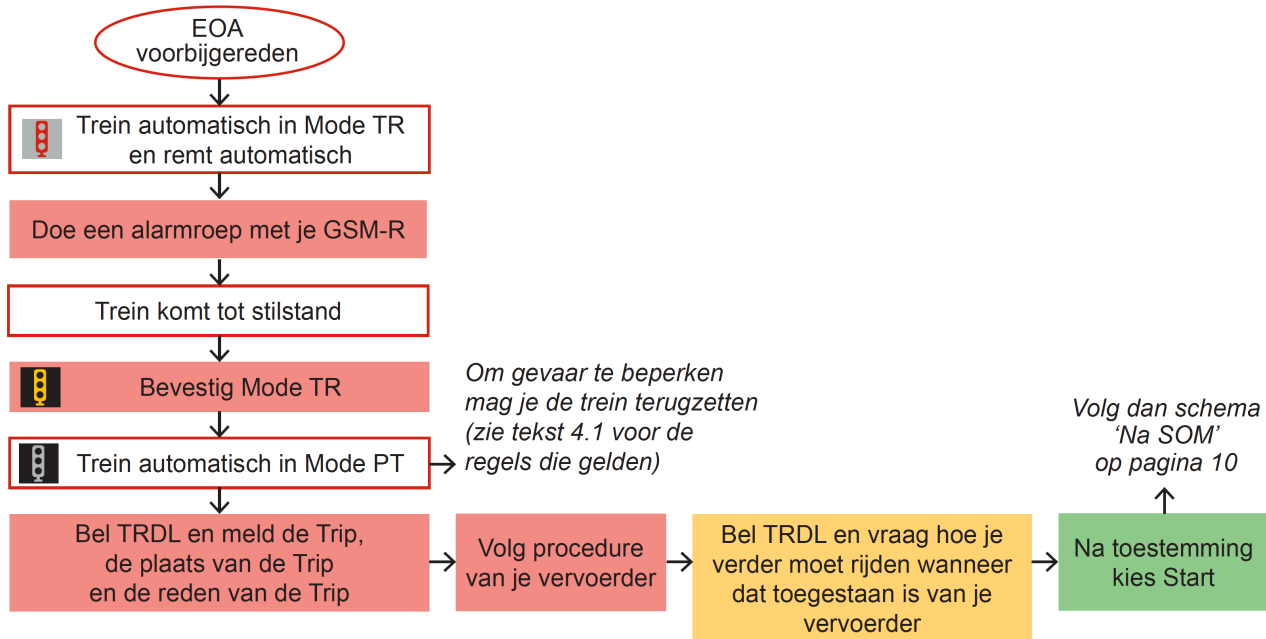 EOA
voorbijgereden
Trein automatisch in Mode TR
en remt automatisch
Doe een alarmroep met je GSM-R
Trein komt tot stilstand
Bevestig Mode TR
Trein automatisch in Mode PT
Om gevaar te beperken
mag je de trein terugzetten
(zie tekst 4.1 voor de
regels die gelden)
Bel TRDL en meld de Trip,
de plaats van de Trip
en de reden van de Trip
Volg procedure
van je vervoerder
Bel TRDL en vraag hoe je
verder moet rijden wanneer
dat toegestaan is van je
vervoerder
Na toestemming
kies Start
Volg dan schema
‘Na SOM’
op pagina 10